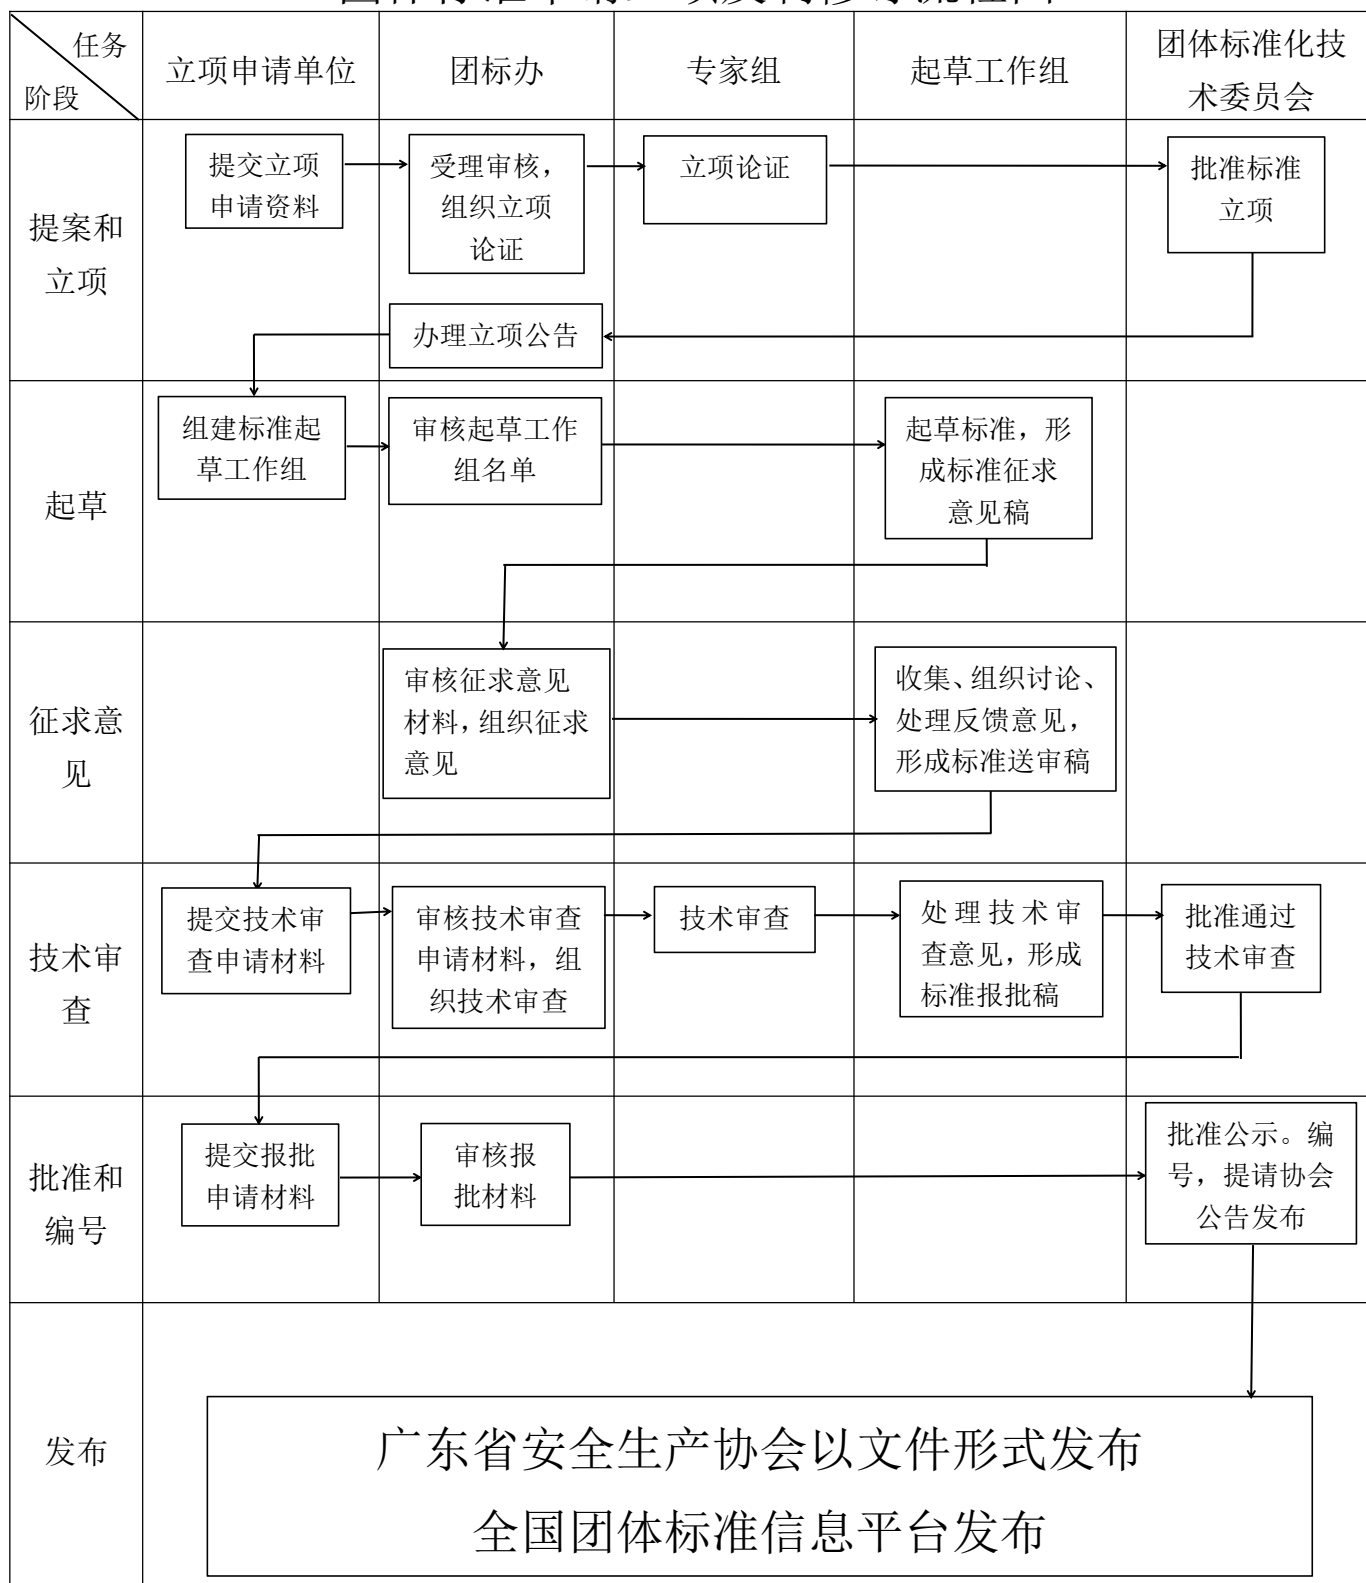 任务
阶段
立项申请单位
团标办
专家组
起草工作组
团体标准化技
术委员会
提案和
立项
提交立项
申请资料
受理审核，
组织立项
论证
立项论证
批准标准
立项
办理立项公告
起草
组建标准起
草工作组
审核起草工作
组名单
起草标准，形
成标准征求
意见稿
征求意
见
审核征求意见
材料，组织征求
意见
收集、组织讨论、
处理反馈意见，
形成标准送审稿
技术审
查
提交技术审
查申请材料
审核技术审查
申请材料，组
织技术审查
技术审查
处理技术审
查意见，形成
标准报批稿
批准通过
技术审查
批准和
编号
提交报批
申请材料
审核报
批材料
批准公示。编
号，提请协会
公告发布
发布
广东省安全生产协会以文件形式发布
全国团体标准信息平台发布